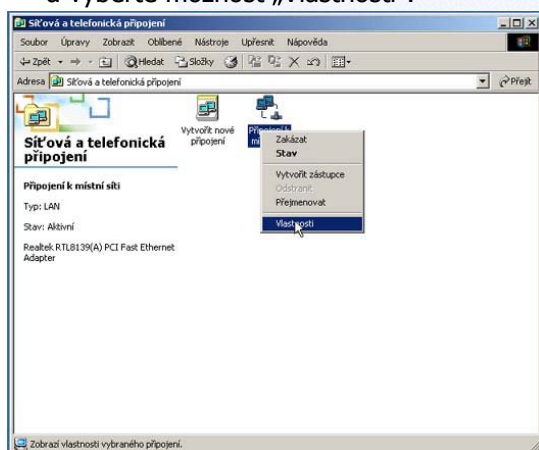 a vyberte možnost „Vlastnosti“.
Síťová a telefonická připojení
Soubor Úpravy Zobrazit Oblíbené Nástroje Upřesnit Nápověda
Zpět Hledat Složky
Adresa Síťová a telefonická připojení Přejít
Síťová a telefonická
připojení
Připojení k místní síti
Typ: LAN
Stav: Aktivní
Realtek RTL8139(A) PCI Fast Ethernet
Adapter
Vytvořit nové
připojení
Připojení k
Zakázat
Stav
Vytvořit zástupce
Odstranit
Přejmenovat
Vlastnosti
Zobrazí vlastnosti vybraného připojení.